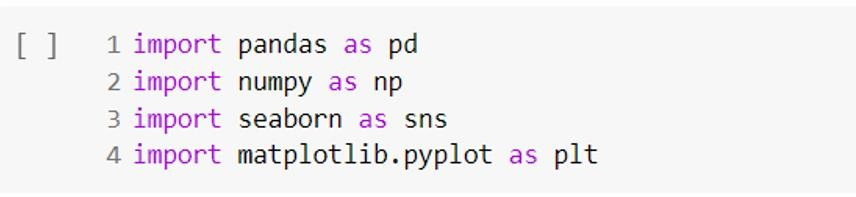 [ ] 1 import pandas as pd
2 import numpy as np
3 import seaborn as sns
4 import matplotlib.pyplot as plt